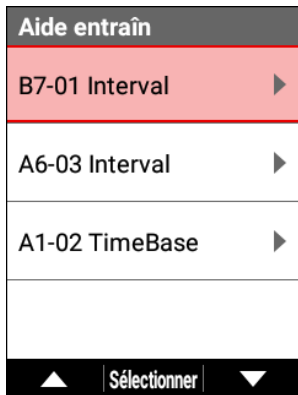 Aide entraîn
B7-01 Interval
A6-03 Interval
A1-02 TimeBase
Sélectionner